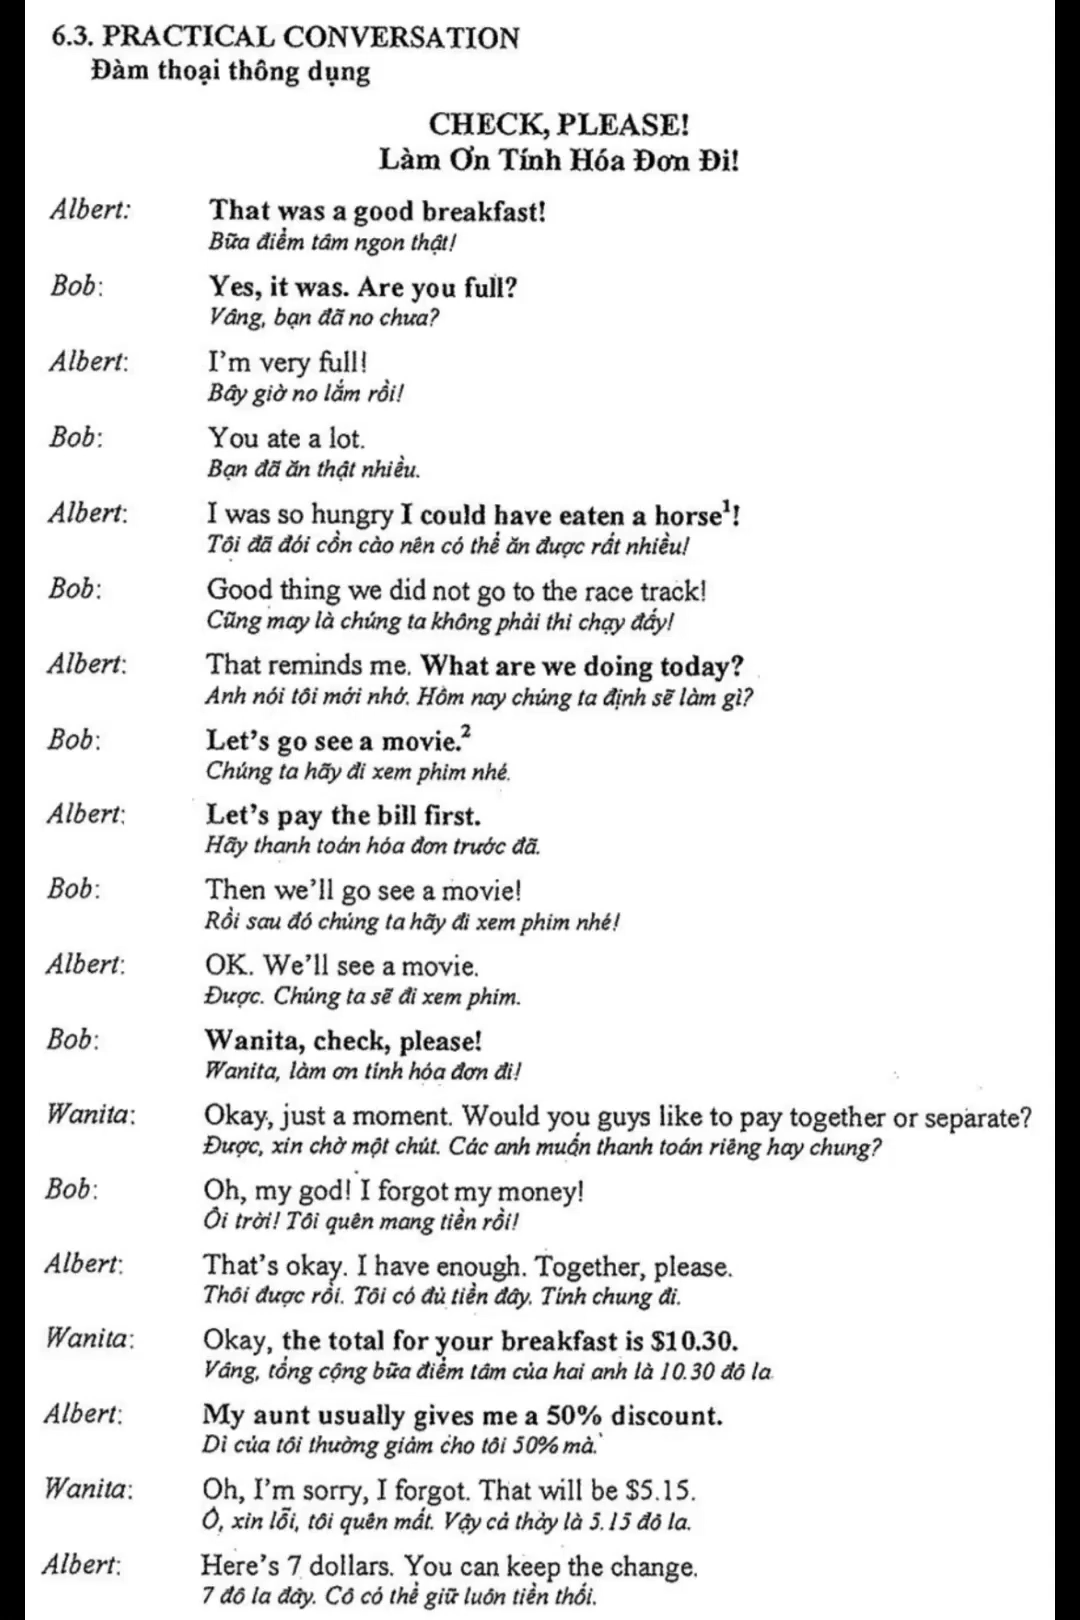 6.3. PRACTICAL CONVERSATION
Đàm thoại thông dụng
CHECK, PLEASE!
Làm Ơn Tính Hóa Đơn Đi!
Albert: That was a good breakfast!
Bữa điểm tâm ngon thật!
Bob: Yes, it was. Are you full?
Vâng, bạn đã no chưa?
Albert: I'm very full!
Bây giờ no lắm rồi!
Bob: You ate a lot.
Bạn đã ăn thật nhiều.
Albert: I was so hungry I could have eaten a horse¹!
Tôi đã đói cồn cào nên có thể ăn được rất nhiều!
Bob: Good thing we did not go to the race track!
Cũng may là chúng ta không phải thi chạy đấy!
Albert: That reminds me. What are we doing today?
Anh nói tôi mới nhớ. Hôm nay chúng ta định sẽ làm gì?
Bob: Let's go see a movie.²
Chúng ta hãy đi xem phim nhé.
Albert: Let's pay the bill first.
Hãy thanh toán hóa đơn trước đã.
Bob: Then we'll go see a movie!
Rồi sau đó chúng ta hãy đi xem phim nhé!
Albert: OK. We'll see a movie.
Được. Chúng ta sẽ đi xem phim.
Bob: Wanita, check, please!
Wanita, làm ơn tính hóa đơn đi!
Wanita: Okay, just a moment. Would you guys like to pay together or separate?
Được, xin chờ một chút. Các anh muốn thanh toán riêng hay chung?
Bob: Oh, my god! I forgot my money!
Ôi trời! Tôi quên mang tiền rồi!
Albert: That's okay. I have enough. Together, please.
Thôi được rồi. Tôi có đủ tiền đây. Tính chung đi.
Wanita: Okay, the total for your breakfast is $10.30.
Vâng, tổng cộng bữa điểm tâm của hai anh là 10.30 đô la
Albert: My aunt usually gives me a 50% discount.
Dì của tôi thường giảm cho tôi 50% mà.
Wanita: Oh, I'm sorry, I forgot. That will be $5.15.
Ồ, xin lỗi, tôi quên mất. Vậy cả thảy là 5.15 đô la.
Albert: Here's 7 dollars. You can keep the change.
7 đô la đây. Cô có thể giữ luôn tiền thối.